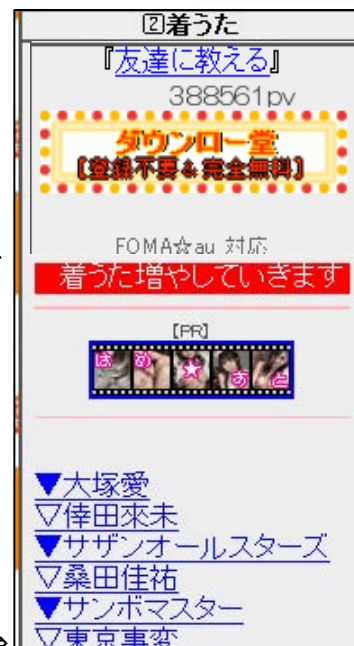 ②着うた
『友達に教える』
388561pv
ダウンロー堂
[登録不要&完全無料]
FOMA☆au 対応
着うた増やしていきます
[PR]
は め ★ す と
▼大塚愛
▽倖田來未
▼サザンオールスターズ
▽桑田佳祐
▼サンボマスター
▽東京事変